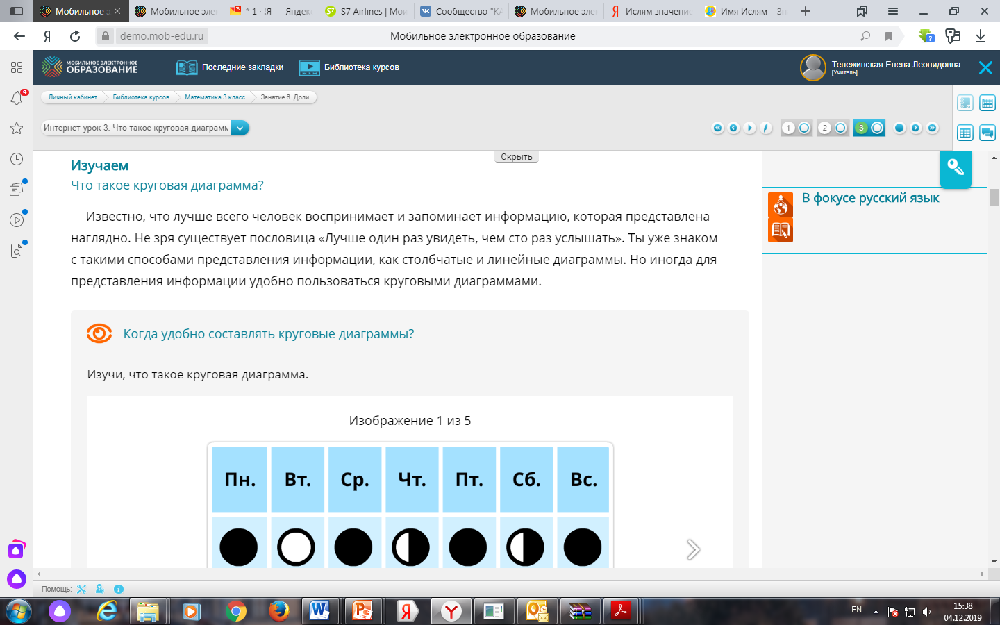 Мобильное э
Мобильное элек
* 1 · !Я — Яндекс
S7 Airlines | Мои
Сообщество "КА
Мобильное элек
Ислям значение
Имя Ислям – Зн
demo.mob-edu.ru
Мобильное электронное образование
МОБИЛЬНОЕ ЭЛЕКТРОННОЕ
ОБРАЗОВАНИЕ
Последние закладки
Библиотека курсов
Тележинская Елена Леонидовна
[Учитель]
9
Личный кабинет
Библиотека курсов
Математика 3 класс
Занятие 6. Доли
Интернет-урок 3. Что такое круговая диаграмм
1
2
3
Скрыть
Изучаем
Что такое круговая диаграмма?
В фокусе русский язык
Известно, что лучше всего человек воспринимает и запоминает информацию, которая представлена
наглядно. Не зря существует пословица «Лучше один раз увидеть, чем сто раз услышать». Ты уже знаком
с такими способами представления информации, как столбчатые и линейные диаграммы. Но иногда для
представления информации удобно пользоваться круговыми диаграммами.
Когда удобно составлять круговые диаграммы?
Изучи, что такое круговая диаграмма.
Изображение 1 из 5
Пн. Вт. Ср. Чт. Пт. Сб. Вс.
Помощь:
EN
15:38
04.12.2019